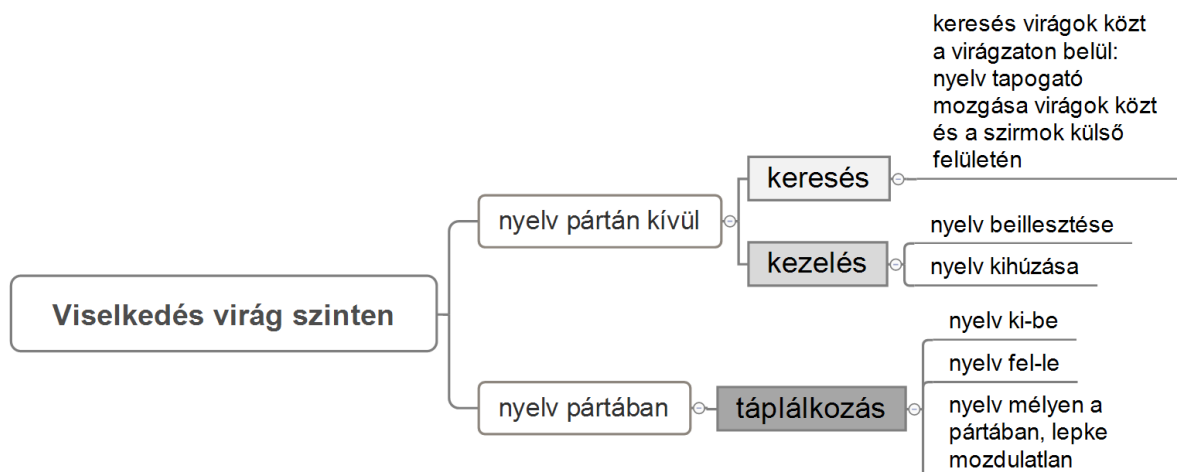 Viselkedés virág szinten
nyelv pártán kívül
keresés
keresés virágok közt
a virágzaton belül:
nyelv tapogató
mozgása virágok közt
és a szirmok külső
felületén
kezelés
nyelv beillesztése
nyelv kihúzása
nyelv pártában
táplálkozás
nyelv ki-be
nyelv fel-le
nyelv mélyen a
pártában, lepke
mozdulatlan